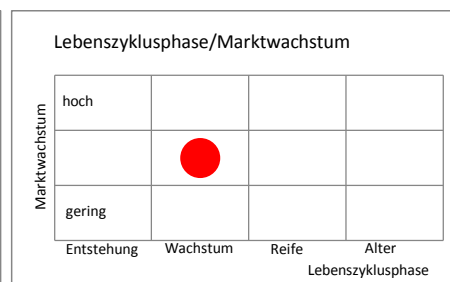 Lebenszyklusphase/Marktwachstum
hoch
Marktwachstum
gering
Entstehung Wachstum Reife Alter
Lebenszyklusphase